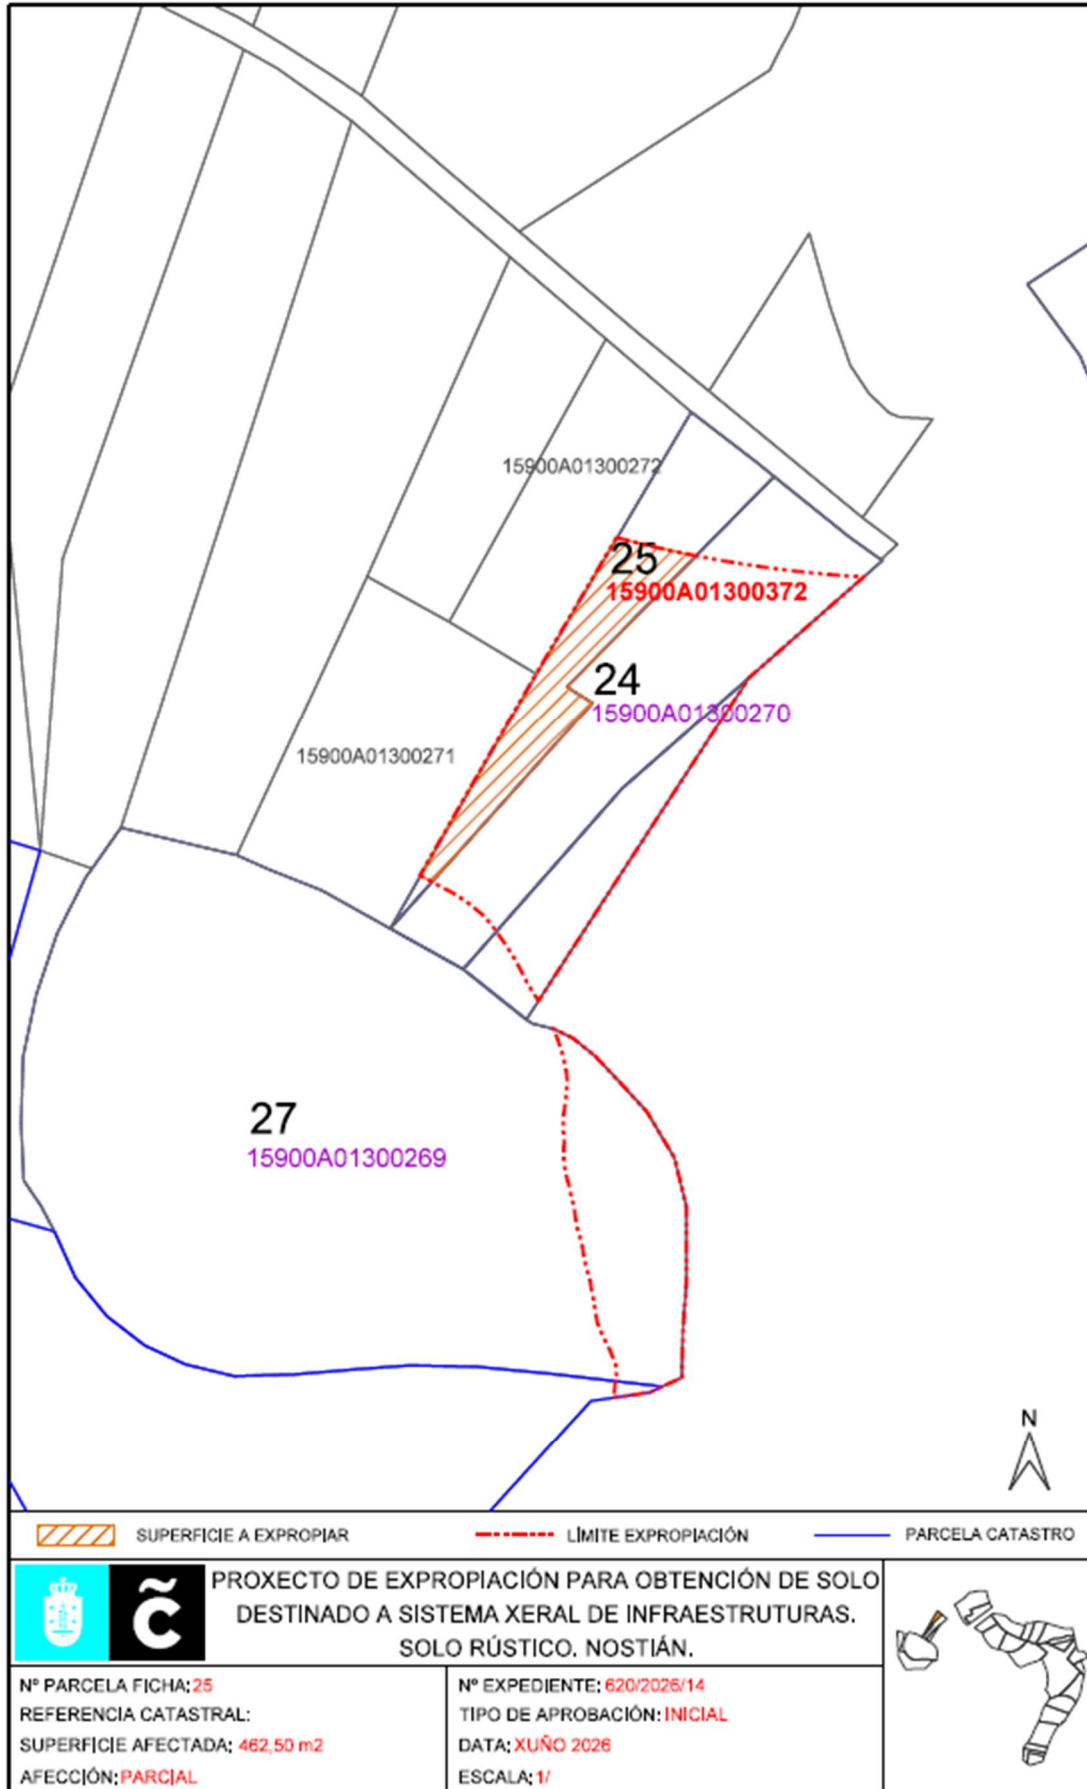 15900A01300272
25
15900A01300372
24
15900A01300270
15900A01300271
27
15900A01300269
N
SUPERFICIE A EXPROPIAR
LÍMITE EXPROPIACIÓN
PARCELA CATASTRO
PROXECTO DE EXPROPIACIÓN PARA OBTENCIÓN DE SOLO
DESTINADO A SISTEMA XERAL DE INFRAESTRUTURAS.
SOLO RÚSTICO. NOSTIÁN.
Nº PARCELA FICHA: 25
REFERENCIA CATASTRAL:
SUPERFICIE AFECTADA: 462,50 m2
AFECCIÓN: PARCIAL
Nº EXPEDIENTE: 620/2026/14
TIPO DE APROBACIÓN: INICIAL
DATA: XUÑO 2026
ESCALA: 1/